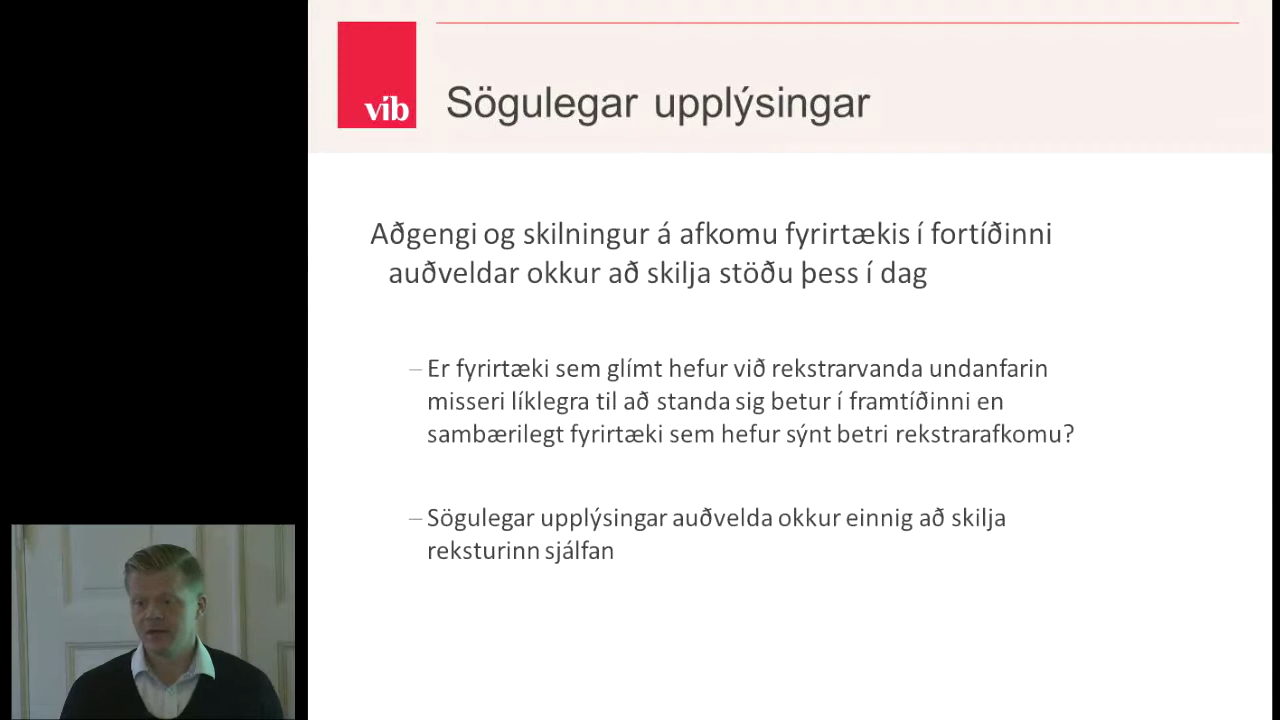 víb
Sögulegar upplýsingar
Aðgengi og skilningur á afkomu fyrirtækis í fortíðinni
auðveldar okkur að skilja stöðu þess í dag
– Er fyrirtæki sem glímt hefur við rekstrarvanda undanfarin
misseri líklegra til að standa sig betur í framtíðinni en
sambærilegt fyrirtæki sem hefur sýnt betri rekstrarafkomu?
– Sögulegar upplýsingar auðvelda okkur einnig að skilja
reksturinn sjálfan